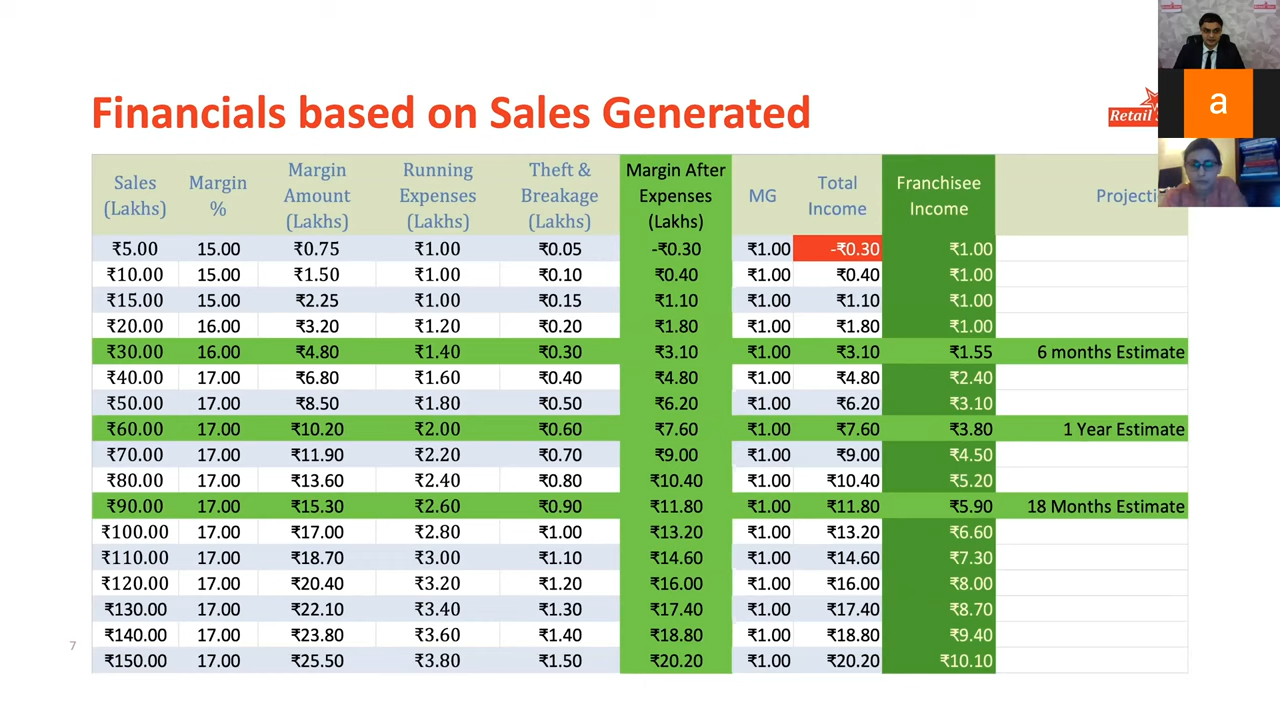 Financials based on Sales Generated
Retail
a
Sales (Lakhs) Margin % Margin Amount (Lakhs) Running Expenses (Lakhs) Theft & Breakage (Lakhs) Margin After Expenses (Lakhs) MG Total Income Franchisee Income
₹5.00 15.00 ₹0.75 ₹1.00 ₹0.05 -₹0.30 ₹1.00 -₹0.30 ₹1.00
₹10.00 15.00 ₹1.50 ₹1.00 ₹0.10 ₹0.40 ₹1.00 ₹0.40 ₹1.00
₹15.00 15.00 ₹2.25 ₹1.00 ₹0.15 ₹1.10 ₹1.00 ₹1.10 ₹1.00
₹20.00 16.00 ₹3.20 ₹1.20 ₹0.20 ₹1.80 ₹1.00 ₹1.80 ₹1.00
₹30.00 16.00 ₹4.80 ₹1.40 ₹0.30 ₹3.10 ₹1.00 ₹3.10 ₹1.55 6 months Estimate
₹40.00 17.00 ₹6.80 ₹1.60 ₹0.40 ₹4.80 ₹1.00 ₹4.80 ₹2.40
₹50.00 17.00 ₹8.50 ₹1.80 ₹0.50 ₹6.20 ₹1.00 ₹6.20 ₹3.10
₹60.00 17.00 ₹10.20 ₹2.00 ₹0.60 ₹7.60 ₹1.00 ₹7.60 ₹3.80 1 Year Estimate
₹70.00 17.00 ₹11.90 ₹2.20 ₹0.70 ₹9.00 ₹1.00 ₹9.00 ₹4.50
₹80.00 17.00 ₹13.60 ₹2.40 ₹0.80 ₹10.40 ₹1.00 ₹10.40 ₹5.20
₹90.00 17.00 ₹15.30 ₹2.60 ₹0.90 ₹11.80 ₹1.00 ₹11.80 ₹5.90 18 Months Estimate
₹100.00 17.00 ₹17.00 ₹2.80 ₹1.00 ₹13.20 ₹1.00 ₹13.20 ₹6.60
₹110.00 17.00 ₹18.70 ₹3.00 ₹1.10 ₹14.60 ₹1.00 ₹14.60 ₹7.30
₹120.00 17.00 ₹20.40 ₹3.20 ₹1.20 ₹16.00 ₹1.00 ₹16.00 ₹8.00
₹130.00 17.00 ₹22.10 ₹3.40 ₹1.30 ₹17.40 ₹1.00 ₹17.40 ₹8.70
₹140.00 17.00 ₹23.80 ₹3.60 ₹1.40 ₹18.80 ₹1.00 ₹18.80 ₹9.40
₹150.00 17.00 ₹25.50 ₹3.80 ₹1.50 ₹20.20 ₹1.00 ₹20.20 ₹10.10
7